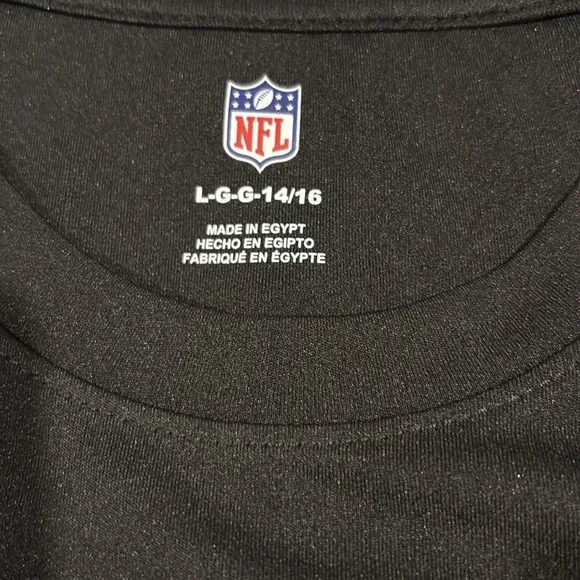 NFL
L-G-G-14/16
MADE IN EGYPT
HECHO EN EGIPTO
FABRIQUÉ EN ÉGYPTE